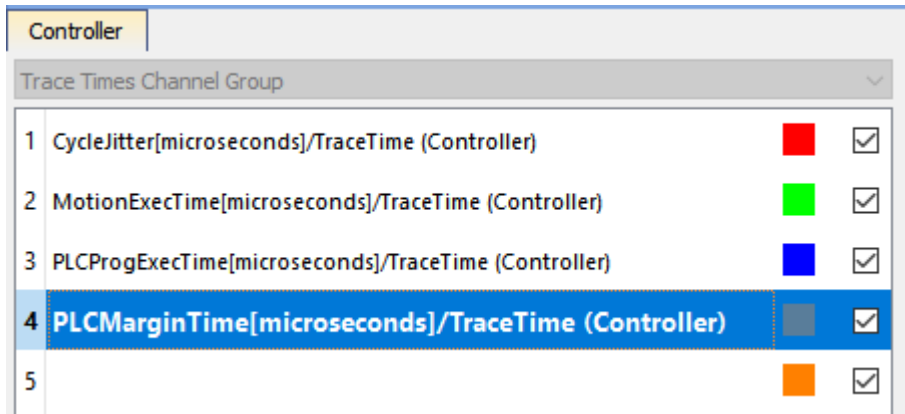 Controller
Trace Times Channel Group
1 CycleJitter[microseconds]/TraceTime (Controller)
2 MotionExecTime[microseconds]/TraceTime (Controller)
3 PLCProgExecTime[microseconds]/TraceTime (Controller)
4 PLCMarginTime[microseconds]/TraceTime (Controller)
5